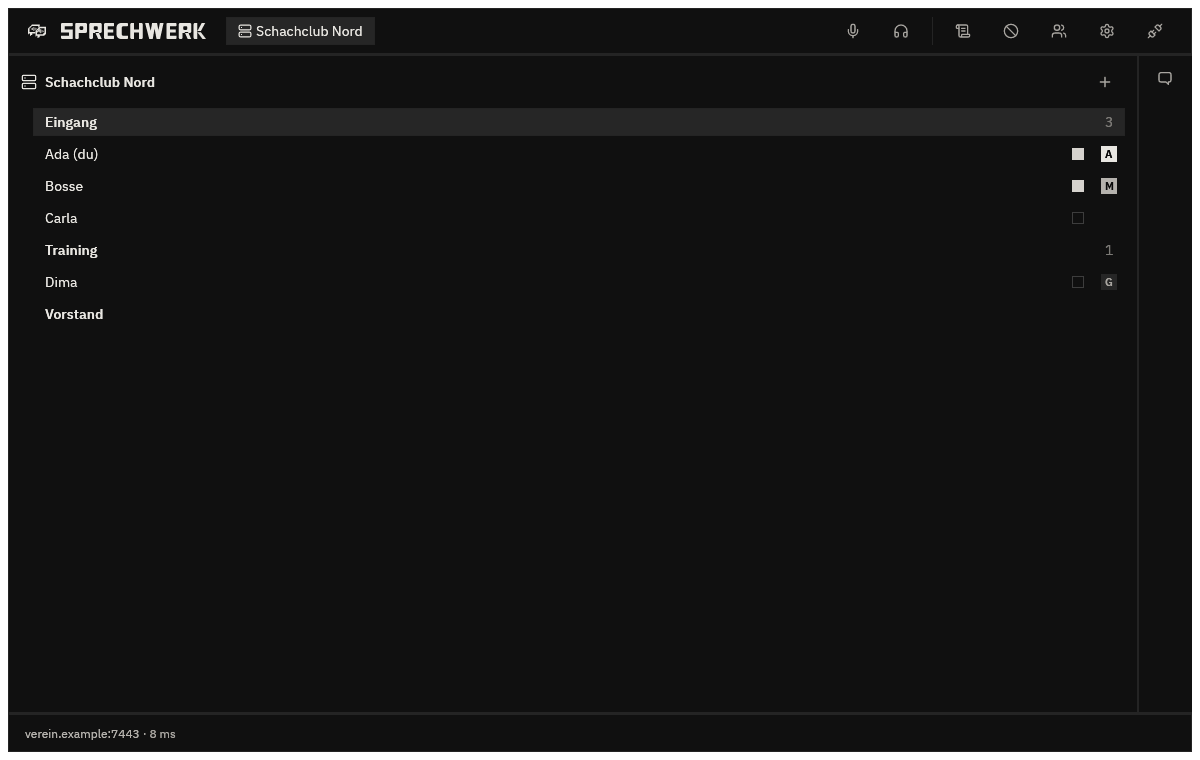 SPRECHWERK
Schachclub Nord
Schachclub Nord
Eingang 3
Ada (du) A
Bosse M
Carla
Training 1
Dima G
Vorstand
verein.example:7443 · 8 ms